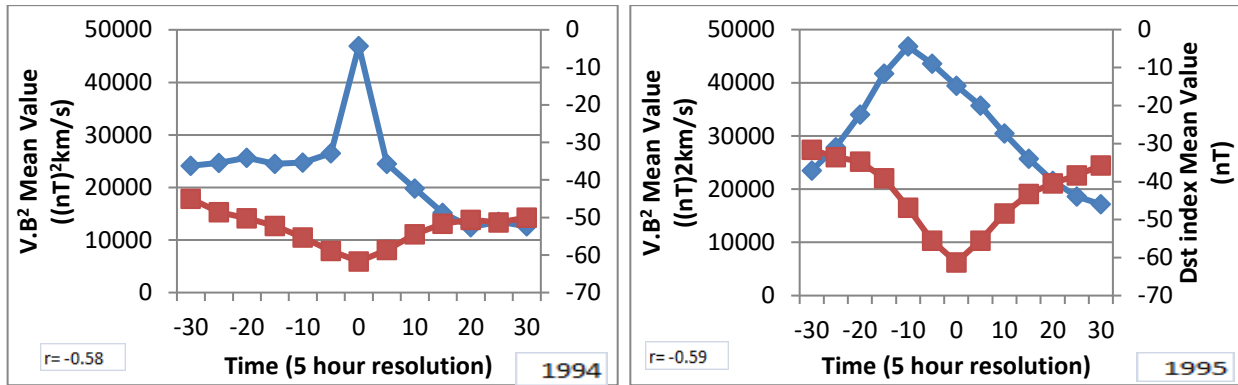 50000
40000
30000
20000
10000
0
V.B² Mean Value
((nT)²km/s)
0
-10
-20
-30
-40
-50
-60
-70
-30 -20 -10 0 10 20 30
Time (5 hour resolution)
r= -0.58
1994
50000
40000
30000
20000
10000
0
V.B² Mean Value
((nT)2km/s)
0
-10
-20
-30
-40
-50
-60
-70
Dst index Mean Value
(nT)
-30 -20 -10 0 10 20 30
Time (5 hour resolution)
r= -0.59
1995